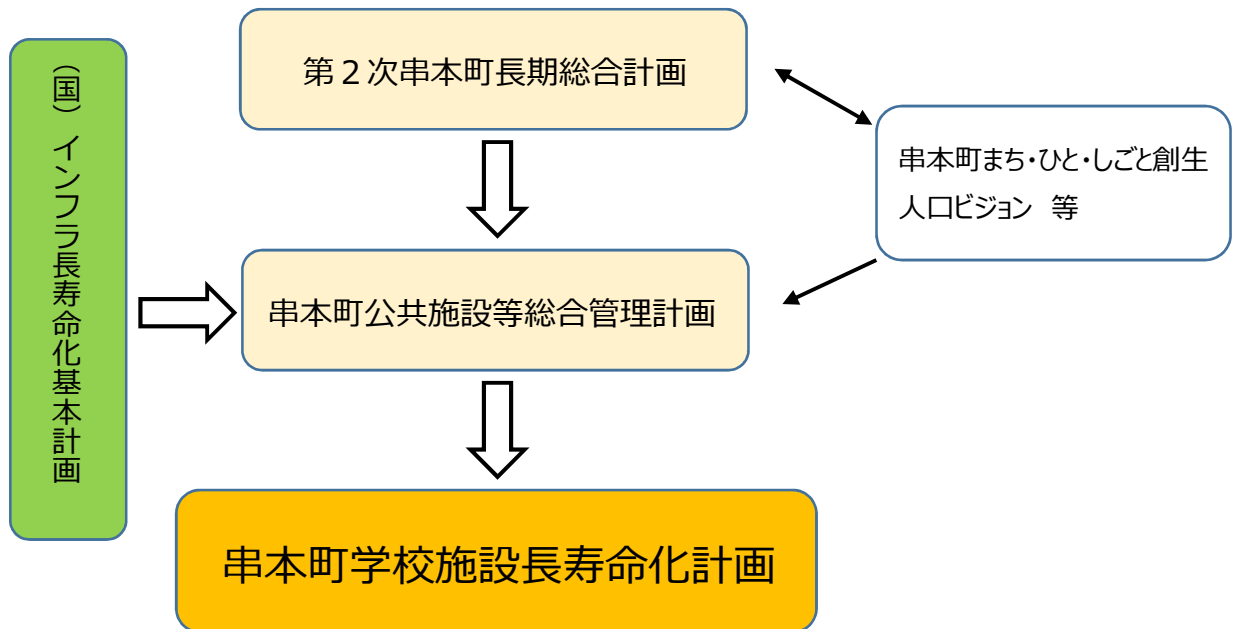 (国)インフラ長寿命化基本計画
第2次串本町長期総合計画
串本町まち・ひと・しごと創生
人口ビジョン 等
串本町公共施設等総合管理計画
串本町学校施設長寿命化計画